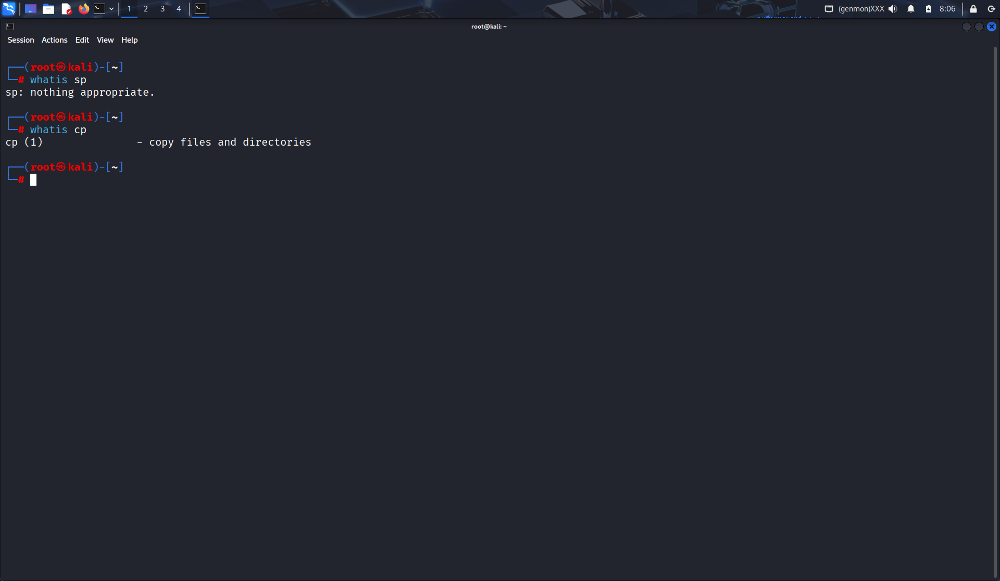 1 2 3 4 (genmon)XXX 8:06
root@kali: ~
Session Actions Edit View Help
┌──(root㉿kali)-[~]
└─# whatis sp
sp: nothing appropriate.
┌──(root㉿kali)-[~]
└─# whatis cp
cp (1)               - copy files and directories
┌──(root㉿kali)-[~]
└─#